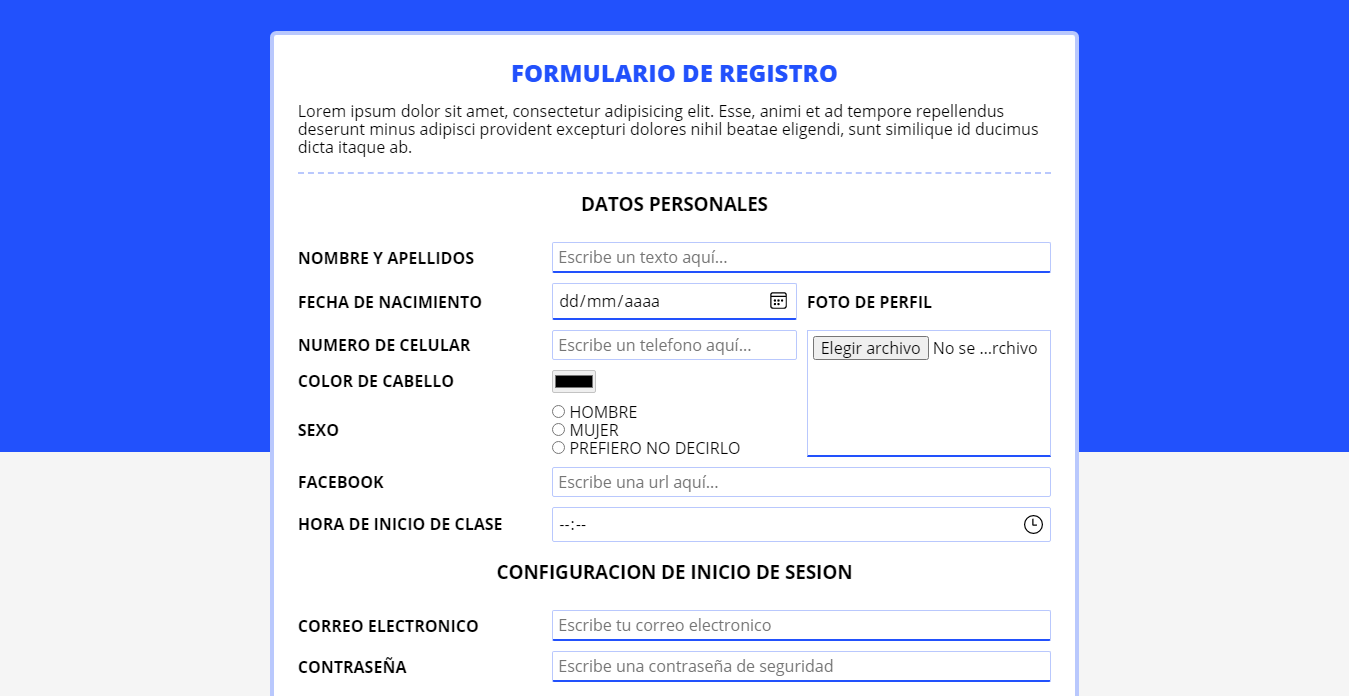 FORMULARIO DE REGISTRO
Lorem ipsum dolor sit amet, consectetur adipisicing elit. Esse, animi et ad tempore repellendus
deserunt minus adipisci provident excepturi dolores nihil beatae eligendi, sunt similique id ducimus
dicta itaque ab.
DATOS PERSONALES
NOMBRE Y APELLIDOS
Escribe un texto aquí...
FECHA DE NACIMIENTO
dd/mm/aaaa
FOTO DE PERFIL
NUMERO DE CELULAR
Escribe un telefono aquí...
Elegir archivo No se ...rchivo
COLOR DE CABELLO
SEXO
HOMBRE
MUJER
PREFIERO NO DECIRLO
FACEBOOK
Escribe una url aquí...
HORA DE INICIO DE CLASE
--:--
CONFIGURACION DE INICIO DE SESION
CORREO ELECTRONICO
Escribe tu correo electronico
CONTRASEÑA
Escribe una contraseña de seguridad